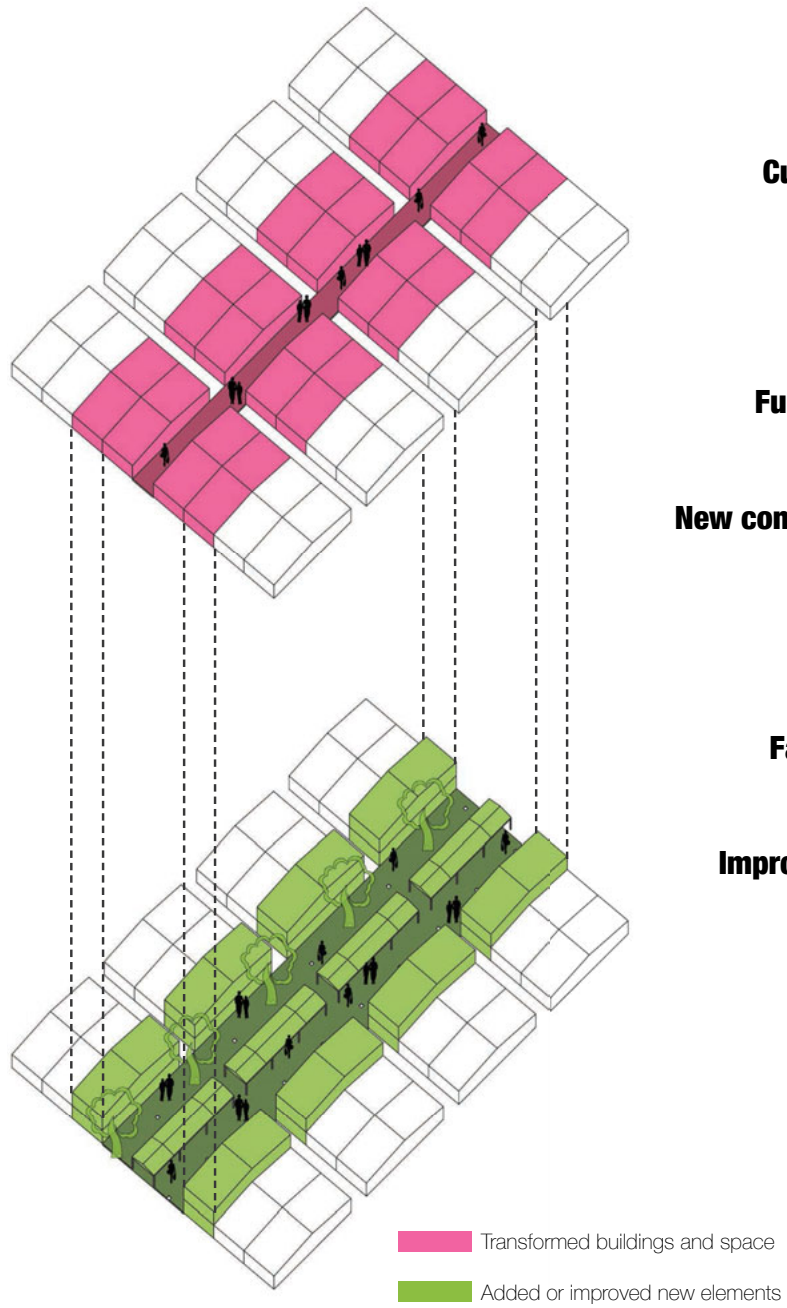 Cu
Fu
New con
Fa
Impro
Transformed buildings and space
Added or improved new elements